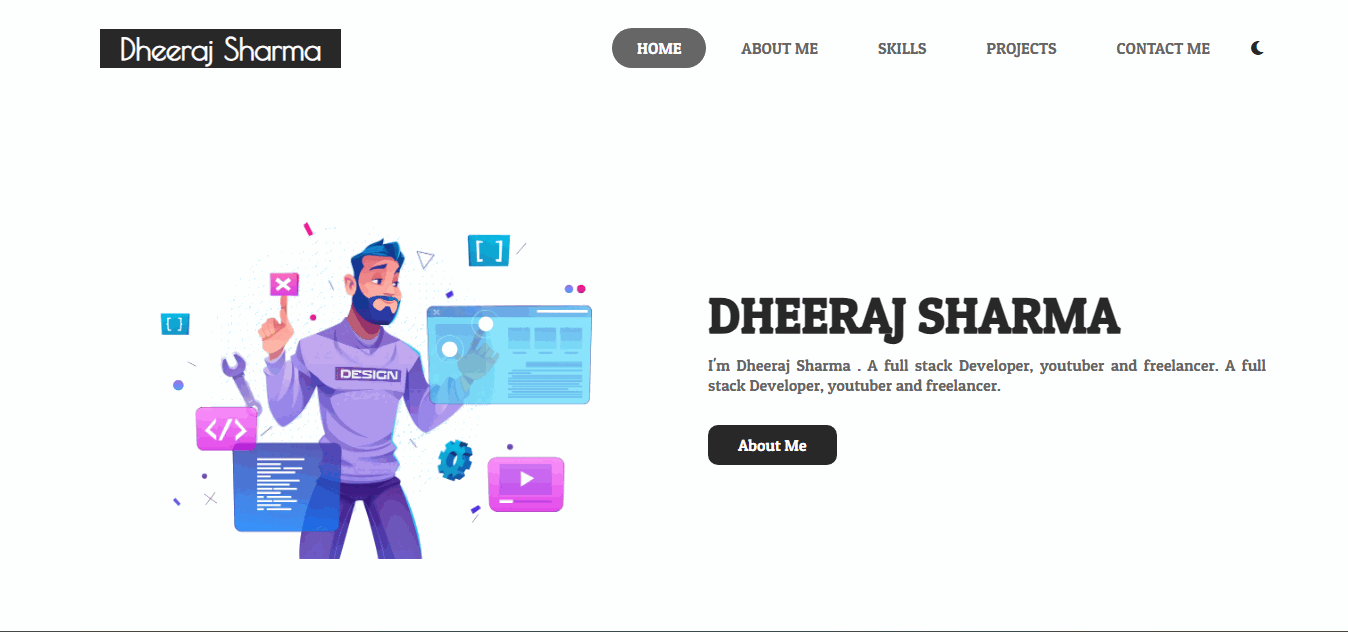 Dheeraj Sharma
HOME ABOUT ME SKILLS PROJECTS CONTACT ME
[ ]
[ ]
DESIGN
</>
DHEERAJ SHARMA
I'm Dheeraj Sharma . A full stack Developer, youtuber and freelancer. A full
stack Developer, youtuber and freelancer.
About Me